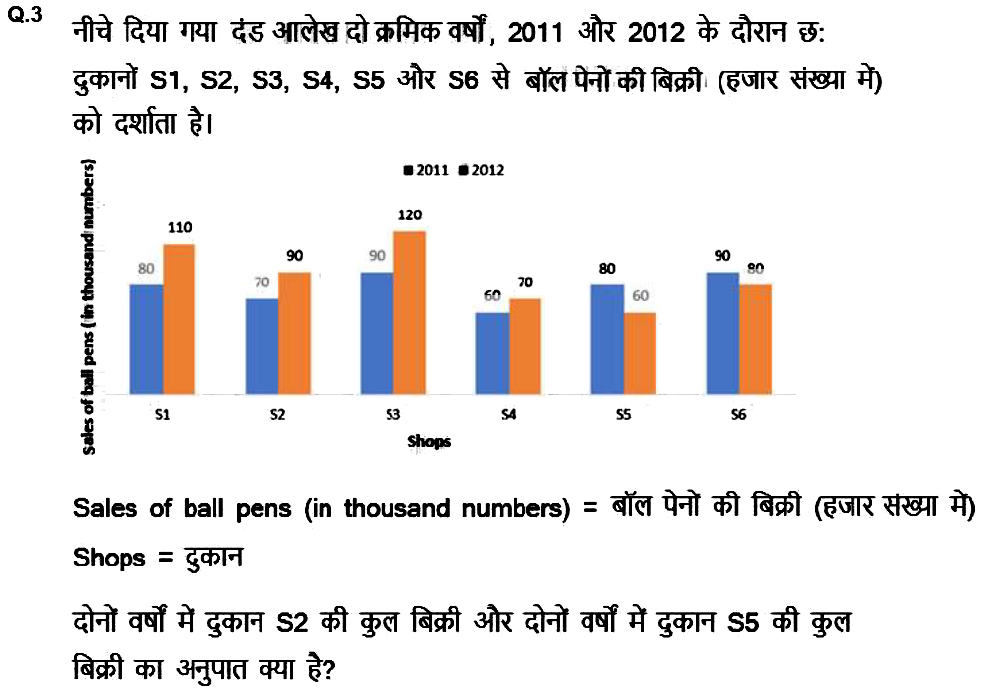 Q.3
नीचे दिया गया दंड आलेख दो क्रमिक वर्षों, 2011 और 2012 के दौरान छ:
दुकानों S1, S2, S3, S4, S5 और S6 से बॉल पेनों की बिक्री (हजार संख्या में)
को दर्शाता है।
Sales of ball pens (in thousand numbers)
2011 2012
80 110 70 90 90 120 60 70 80 60 90 80
S1 S2 S3 S4 S5 S6
Shops
Sales of ball pens (in thousand numbers) = बॉल पेनों की बिक्री (हजार संख्या में)
Shops = दुकान
दोनों वर्षों में दुकान S2 की कुल बिक्री और दोनों वर्षों में दुकान S5 की कुल
बिक्री का अनुपात क्या है?